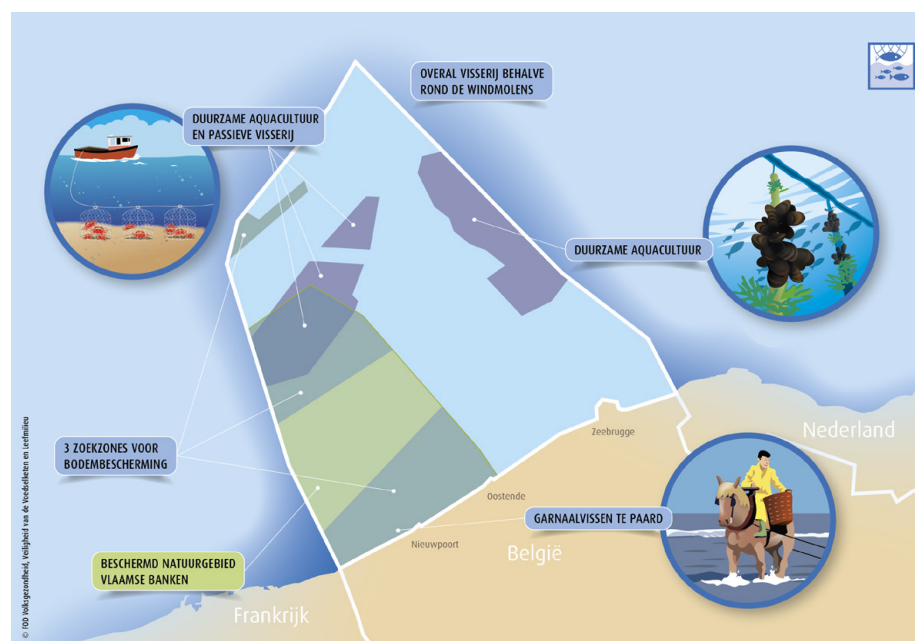 OVERAL VISSERIJ BEHALVE
ROND DE WINDMOLENS
DUURZAME AQUACULTUUR
EN PASSIEVE VISSERIJ
DUURZAME AQUACULTUUR
3 ZOEKZONES VOOR
BODEMBESCHERMING
Zeebrugge
Nederland
Oostende
GARNAALVISSEN TE PAARD
Nieuwpoort
België
BESCHERMD NATUURGEBIED
VLAAMSE BANKEN
Frankrijk
© FOD Volksgezondheid, Veiligheid van de Voedselketen en Leefmilieu